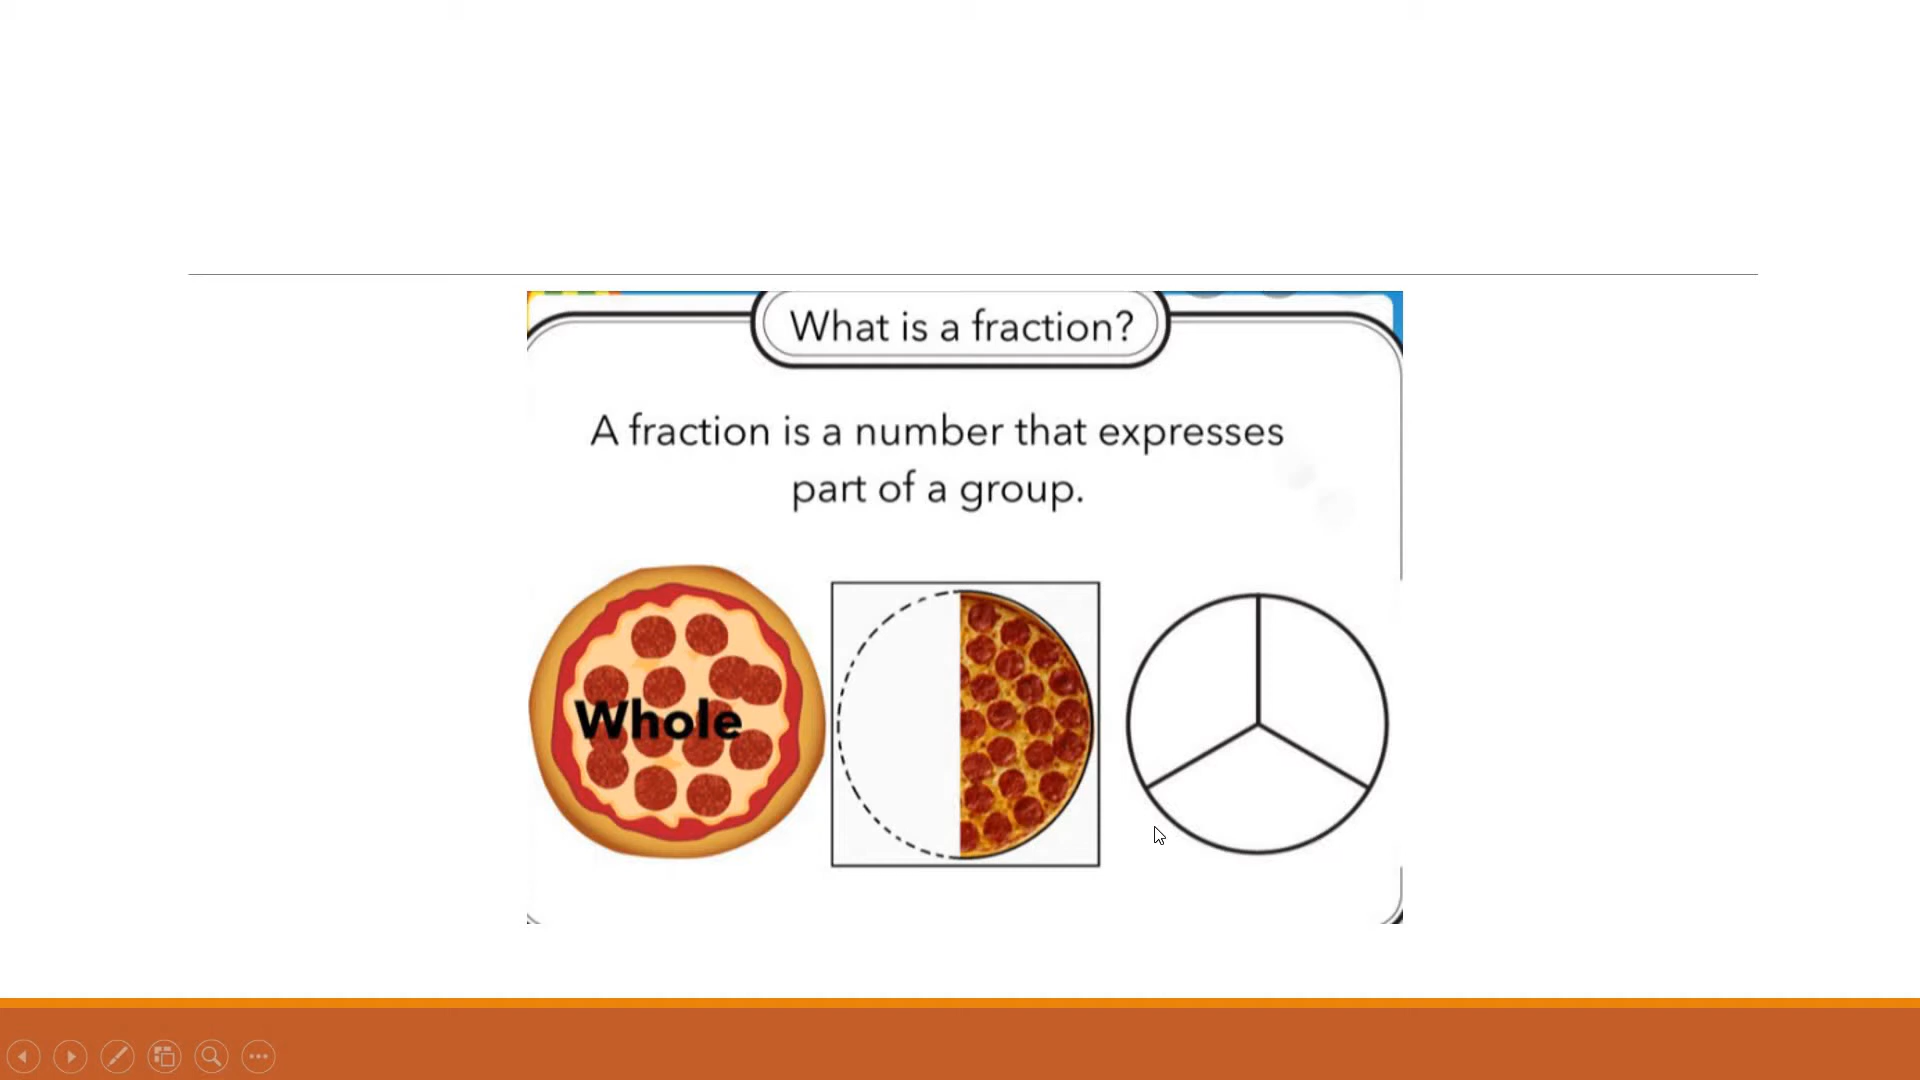 What is a fraction?
A fraction is a number that expresses
part of a group.
Whole